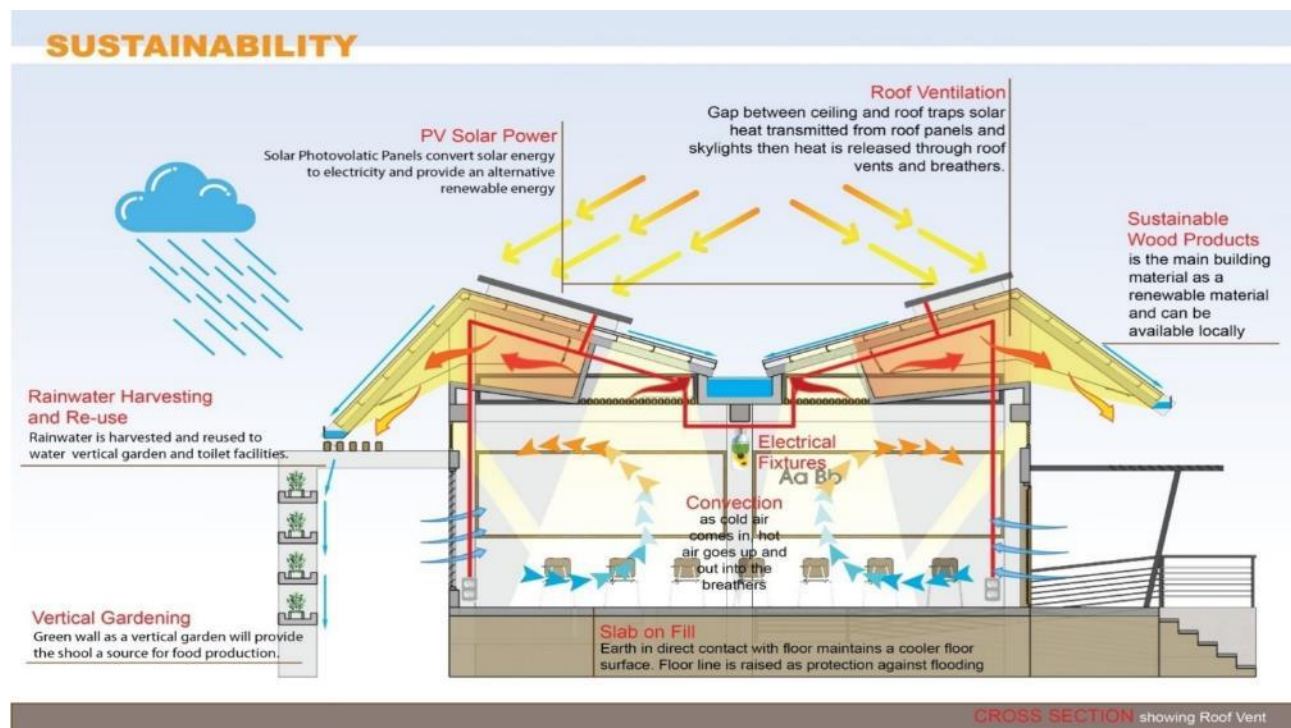 SUSTAINABILITY
Roof Ventilation
Gap between ceiling and roof traps solar
heat transmitted from roof panels and
skylights then heat is released through roof
vents and breathers.
PV Solar Power
Solar Photovolatic Panels convert solar energy
to electricity and provide an alternative
renewable energy
Sustainable
Wood Products
is the main building
material as a
renewable material
and can be
available locally
Rainwater Harvesting
and Re-use
Rainwater is harvested and reused to
water vertical garden and toilet facilities.
Electrical
Fixtures
Aa Bb
Convection
as cold air
comes in, hot
air goes up and
out into the
breathers
Vertical Gardening
Green wall as a vertical garden will provide
the shool a source for food production.
Slab on Fill
Earth in direct contact with floor maintains a cooler floor
surface. Floor line is raised as protection against flooding
CROSS SECTION showing Roof Vent